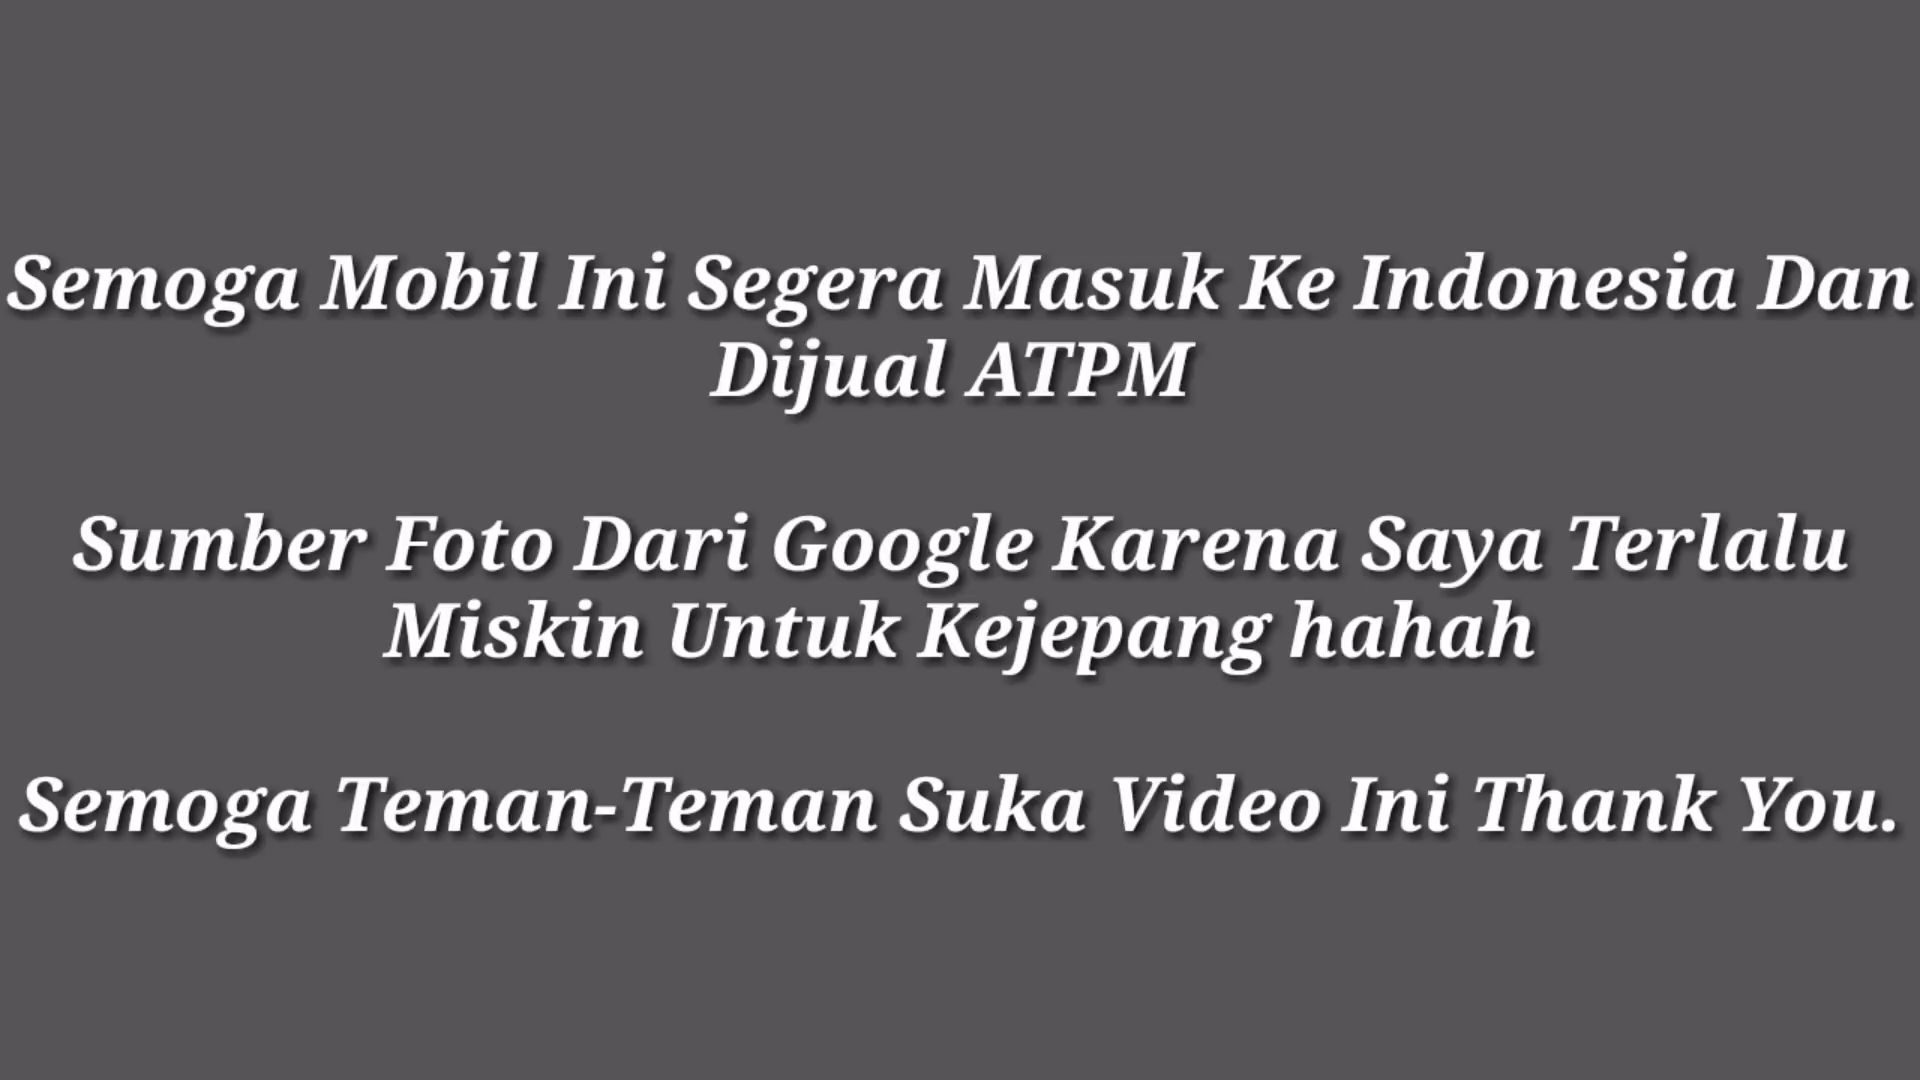 Semoga Mobil Ini Segera Masuk Ke Indonesia Dan
Dijual ATPM
Sumber Foto Dari Google Karena Saya Terlalu
Miskin Untuk Kejepang hahah
Semoga Teman-Teman Suka Video Ini Thank You.